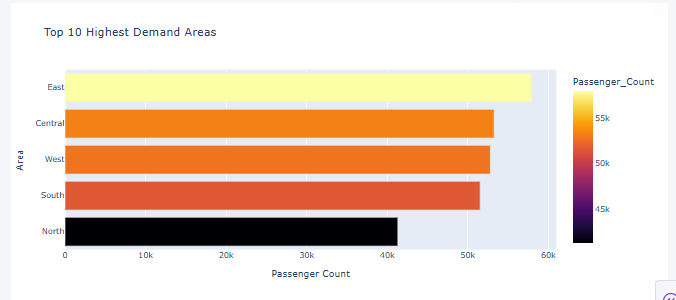 Top 10 Highest Demand Areas
Passenger_Count
East
Central
West
South
North
Area
0 10k 20k 30k 40k 50k 60k
Passenger Count
55k
50k
45k